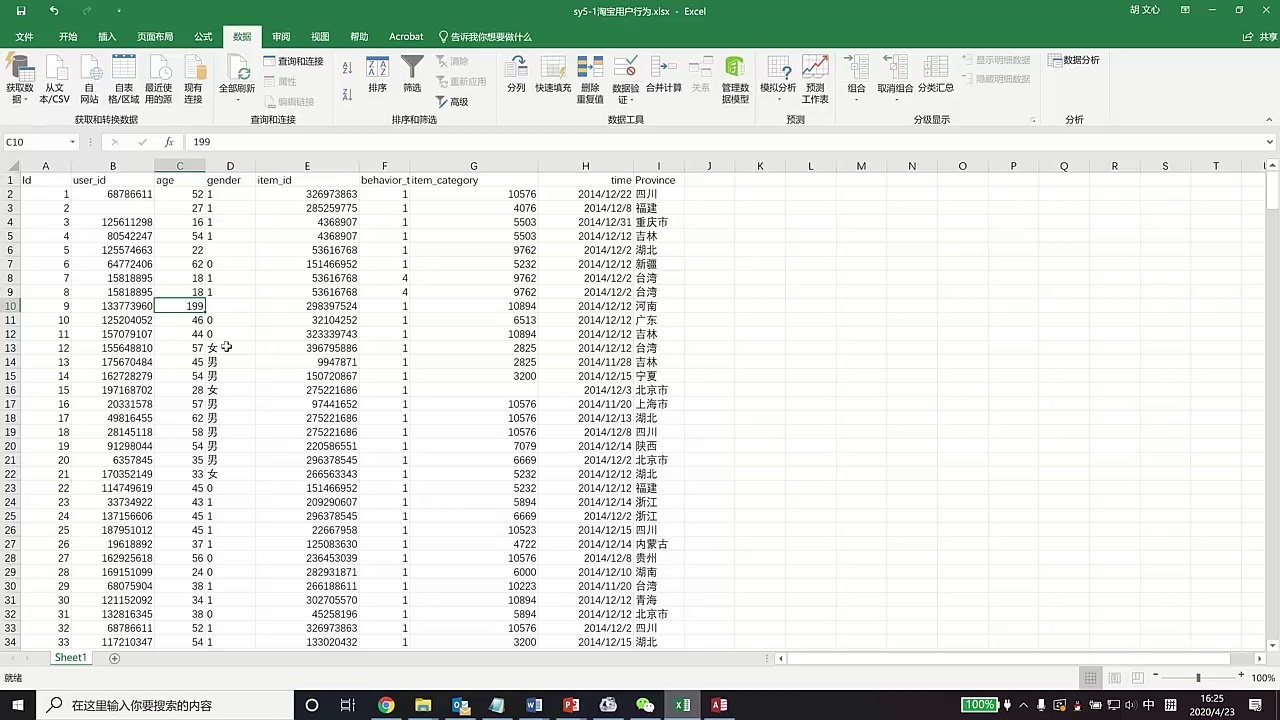 sy5-1淘宝用户行为.xlsx - Excel
胡 文心
文件 开始 插入 页面布局 公式 数据 审阅 视图 帮助 Acrobat 告诉我你想要做什么 共享
获取数据 从文本/CSV 自网站 自表格/区域 最近使用的源 现有连接
获取和转换数据
全部刷新 查询和连接 属性 编辑链接
查询和连接
排序 筛选 清除 重新应用 高级
排序和筛选
分列 快速填充 删除重复值 数据验证 合并计算 关系 管理数据模型
数据工具
模拟分析 预测工作表
预测
组合 取消组合 分类汇总 显示明细数据 隐藏明细数据
分级显示
数据分析
分析
C10 fx 199
A B C D E F G H I J K L M N O P Q R S T
1 Id user_id age gender item_id behavior_t item_category time Province
2 1 68786611 52 1 326973863 1 10576 2014/12/22 四川
3 2 27 1 285259775 1 4076 2014/12/8 福建
4 3 125611298 16 1 4368907 1 5503 2014/12/31 重庆市
5 4 80542247 54 1 4368907 1 5503 2014/12/12 吉林
6 5 125574663 22 53616768 1 9762 2014/12/2 湖北
7 6 64772406 62 0 151466952 1 5232 2014/12/12 新疆
8 7 15818895 18 1 53616768 4 9762 2014/12/2 台湾
9 8 15818895 18 1 53616768 4 9762 2014/12/2 台湾
10 9 133773960 199 298397524 1 10894 2014/12/12 河南
11 10 125204052 46 0 32104252 1 6513 2014/12/12 广东
12 11 157079107 44 0 323339743 1 10894 2014/12/12 吉林
13 12 155648810 57 女 396795886 1 2825 2014/12/12 台湾
14 13 175670484 45 男 9947871 1 2825 2014/11/28 吉林
15 14 162728279 54 男 150720867 1 3200 2014/12/15 宁夏
16 15 197168702 28 女 275221686 1 2014/12/3 北京市
17 16 20331578 57 男 97441652 1 10576 2014/11/20 上海市
18 17 49816455 62 男 275221686 1 10576 2014/12/13 湖北
19 18 28145118 58 男 275221686 1 10576 2014/12/8 四川
20 19 91298044 54 男 220586551 1 7079 2014/12/14 陕西
21 20 6357845 35 男 296378545 1 6669 2014/12/2 北京市
22 21 170352149 33 女 266563343 1 5232 2014/12/12 湖北
23 22 114749619 45 0 151466952 1 5232 2014/12/12 福建
24 23 33734922 43 1 209290607 1 5894 2014/12/14 浙江
25 24 137156606 45 1 296378545 1 6669 2014/12/2 浙江
26 25 187951012 45 1 22667958 1 10523 2014/12/15 四川
27 26 19618892 37 1 125083630 1 4722 2014/12/14 内蒙古
28 27 162925618 56 0 236453039 1 10576 2014/12/8 贵州
29 28 169151099 24 0 282931871 1 6000 2014/12/10 湖南
30 29 68075904 38 1 266188611 1 10223 2014/11/20 台湾
31 30 121152092 34 1 302705570 1 10894 2014/12/12 青海
32 31 132816345 38 0 45258196 1 5894 2014/12/12 北京市
33 32 68786611 52 1 326973863 1 10576 2014/12/2 四川
34 33 117210347 54 1 133020432 1 3200 2014/12/15 湖北
Sheet1
就绪 100%
在这里输入你要搜索的内容 100% 拼 16:25
2020/4/23